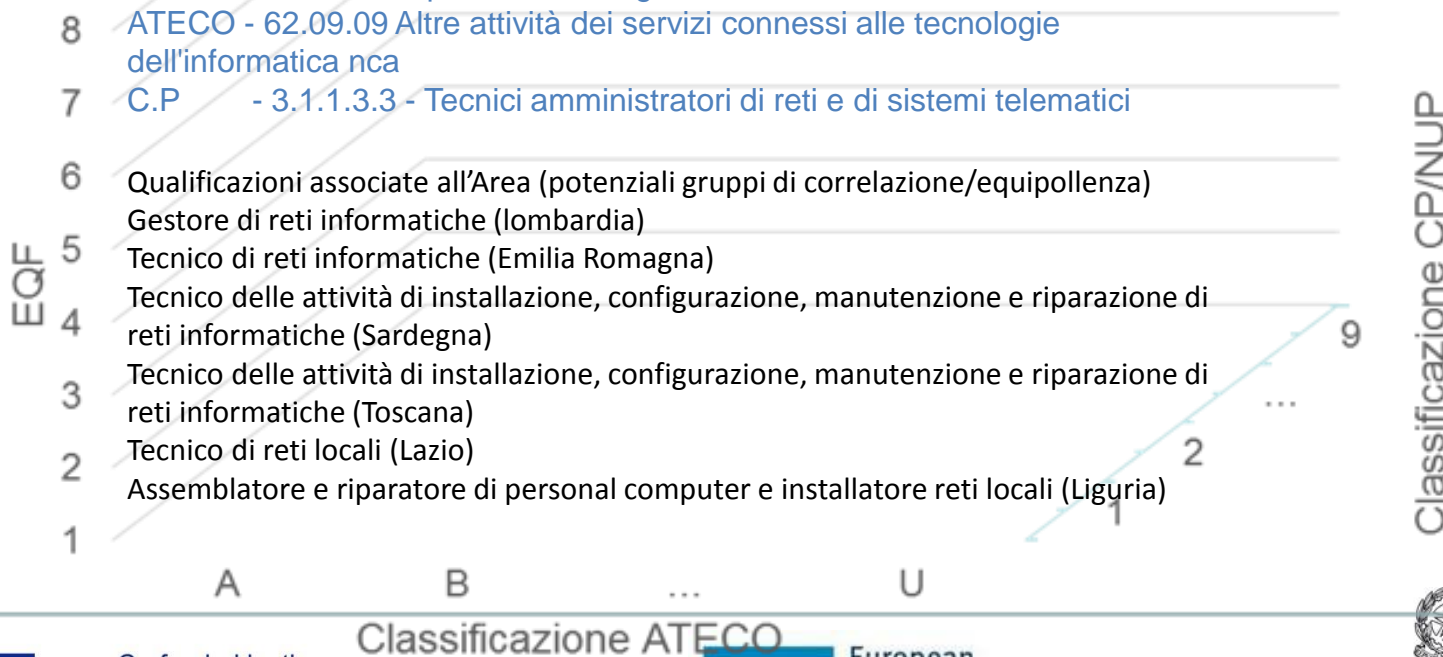 8
ATECO - 62.09.09 Altre attività dei servizi connessi alle tecnologie
dell'informatica nca
7
C.P - 3.1.1.3.3 - Tecnici amministratori di reti e di sistemi telematici
6
Qualificazioni associate all’Area (potenziali gruppi di correlazione/equipollenza)
Gestore di reti informatiche (lombardia)
5
Tecnico di reti informatiche (Emilia Romagna)
EQF
Tecnico delle attività di installazione, configurazione, manutenzione e riparazione di
4
reti informatiche (Sardegna)
9
Tecnico delle attività di installazione, configurazione, manutenzione e riparazione di
3
reti informatiche (Toscana)
...
Tecnico di reti locali (Lazio)
2
2
Assemblatore e riparatore di personal computer e installatore reti locali (Liguria)
1
1
Classificazione CP/NUP
A B ... U
Classificazione ATECO
European